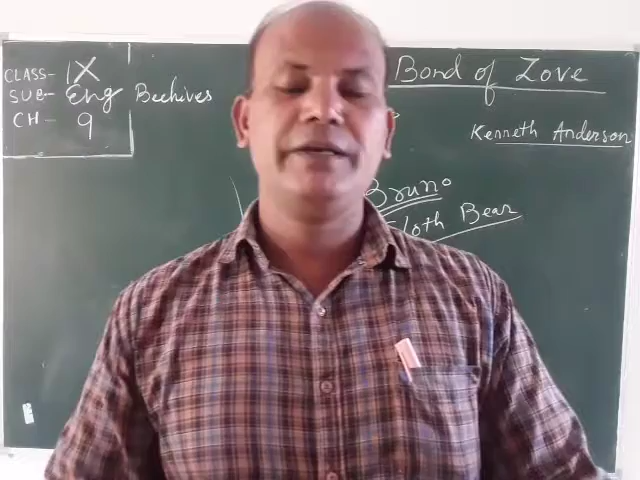 CLASS- IX
SUB- Eng Beehives
CH- 9
Bond of Love
Kenneth Anderson
Bruno
Sloth Bear